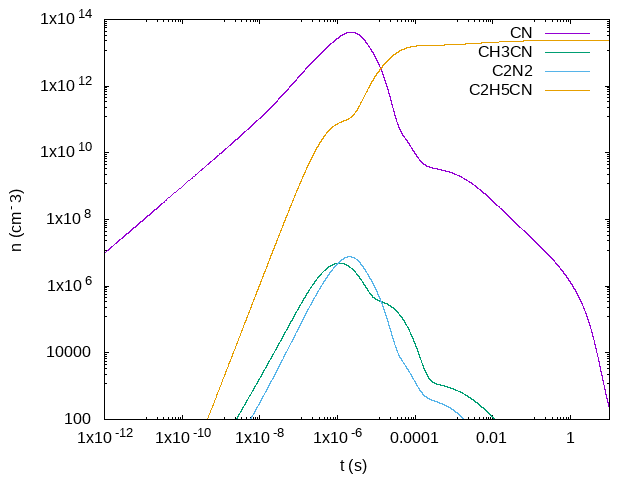 1x10^14
1x10^12
1x10^10
1x10^8
1x10^6
10000
100
n (cm^-3)
CN
CH3CN
C2N2
C2H5CN
1x10^-12
1x10^-10
1x10^-8
1x10^-6
0.0001
0.01
1
t (s)